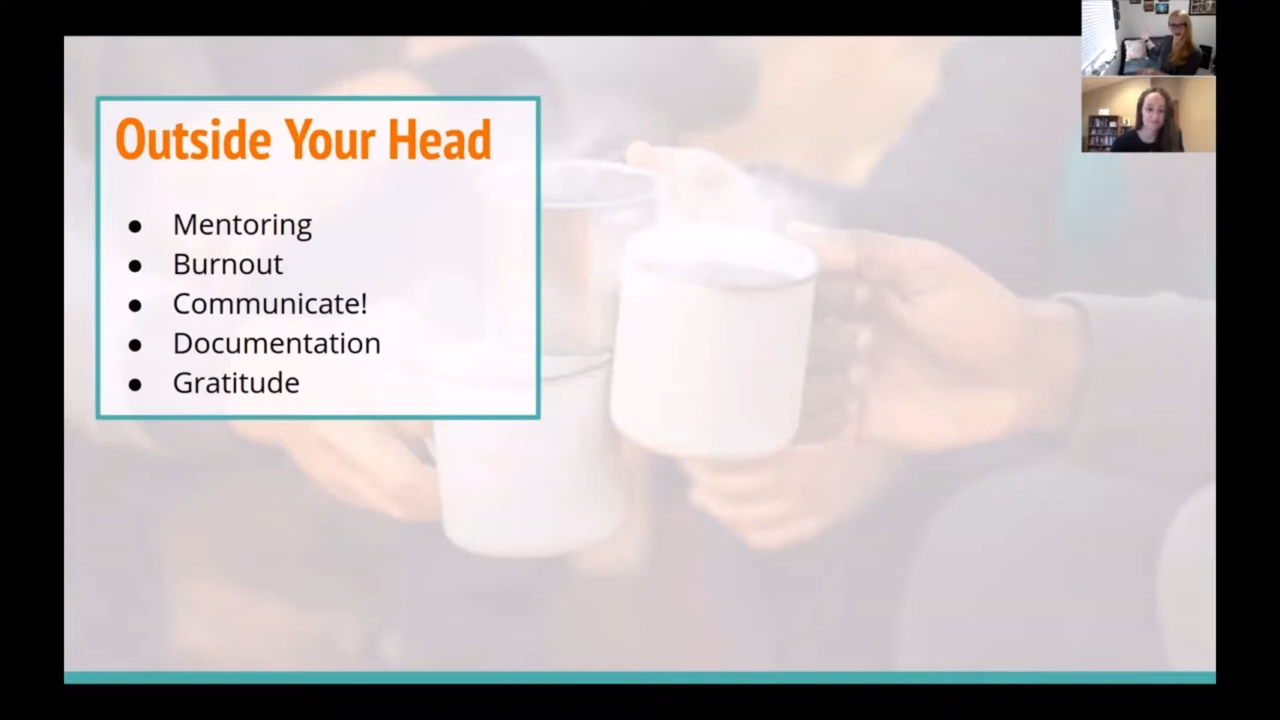 Outside Your Head
● Mentoring
● Burnout
● Communicate!
● Documentation
● Gratitude